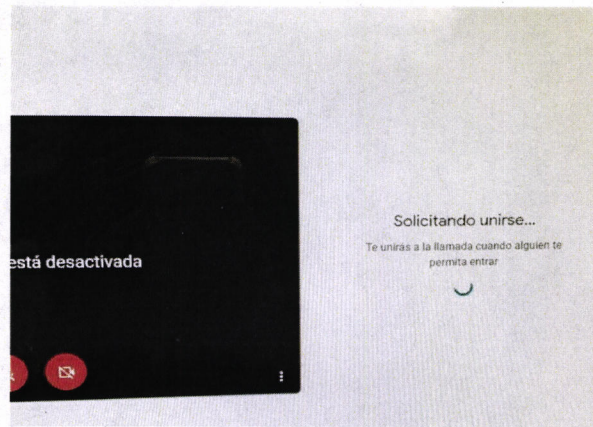 está desactivada
Solicitando unirse...
Te unirás a la llamada cuando alguien te
permita entrar